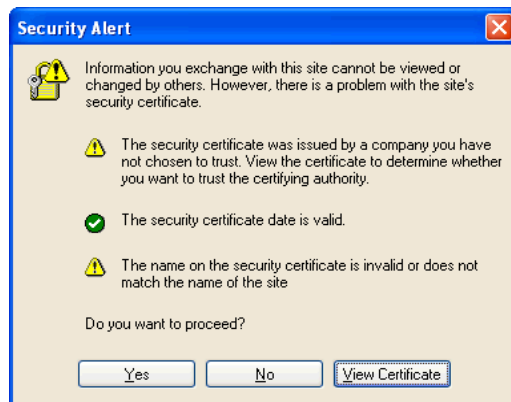 Security Alert
Information you exchange with this site cannot be viewed or
changed by others. However, there is a problem with the site's
security certificate.
The security certificate was issued by a company you have
not chosen to trust. View the certificate to determine whether
you want to trust the certifying authority.
The security certificate date is valid.
The name on the security certificate is invalid or does not
match the name of the site
Do you want to proceed?
Yes No View Certificate